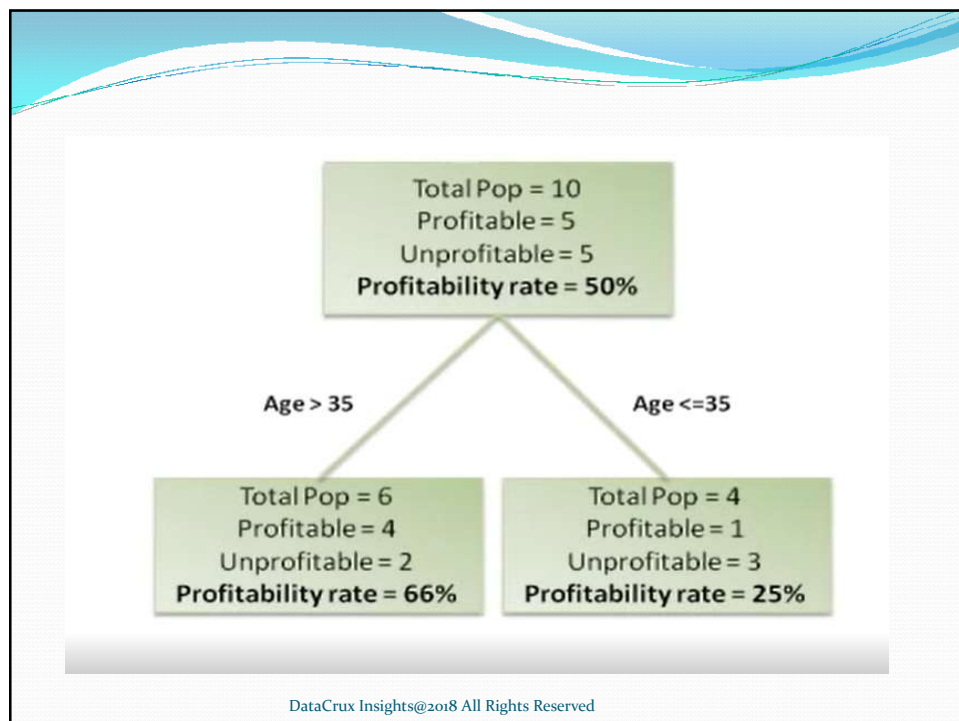 Total Pop = 10
Profitable = 5
Unprofitable = 5
Profitability rate = 50%
Age > 35
Age <=35
Total Pop = 6
Profitable = 4
Unprofitable = 2
Profitability rate = 66%
Total Pop = 4
Profitable = 1
Unprofitable = 3
Profitability rate = 25%
DataCrux Insights@2018 All Rights Reserved